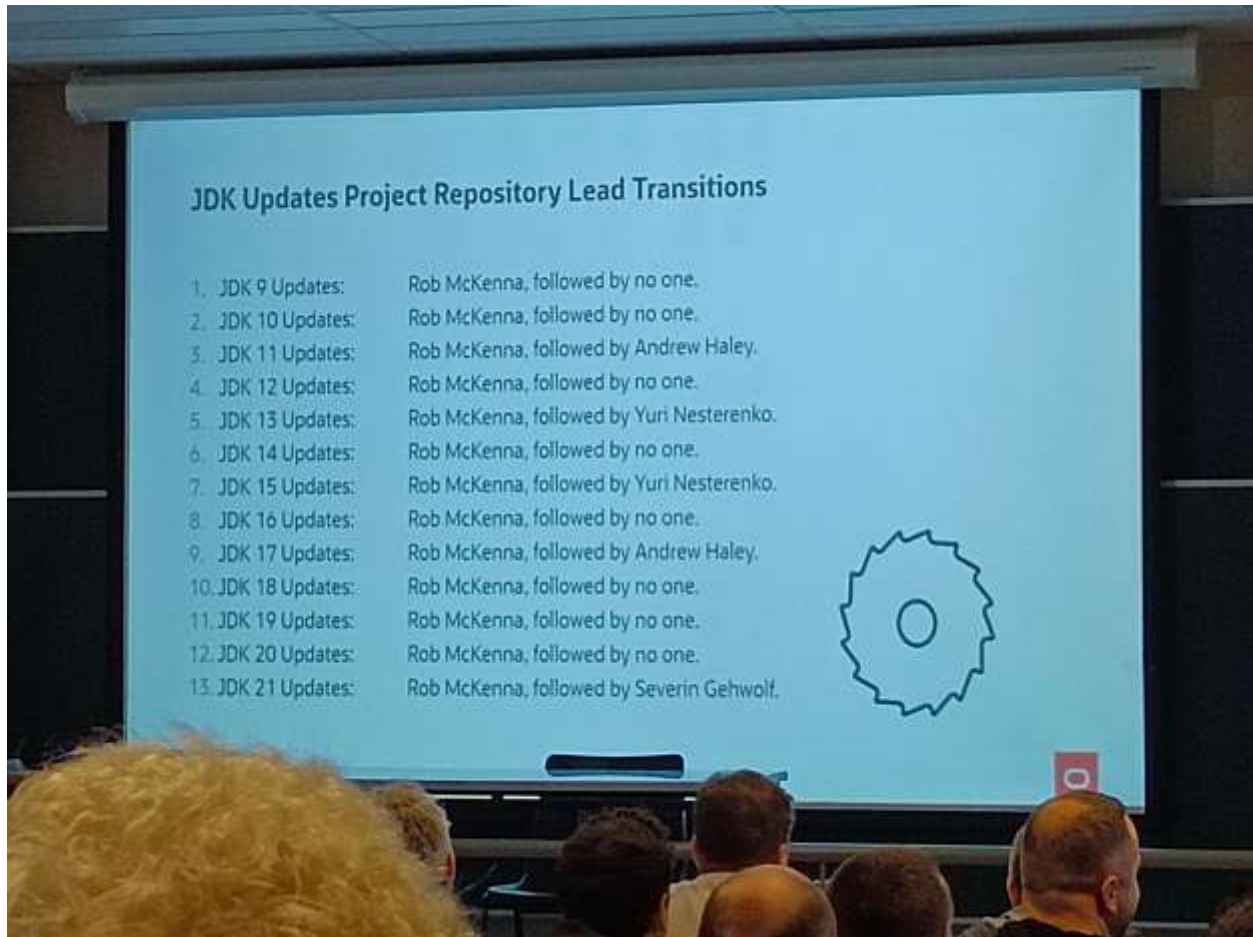 JDK Updates Project Repository Lead Transitions
1. JDK 9 Updates: Rob McKenna, followed by no one.
2. JDK 10 Updates: Rob McKenna, followed by no one.
3. JDK 11 Updates: Rob McKenna, followed by Andrew Haley.
4. JDK 12 Updates: Rob McKenna, followed by no one.
5. JDK 13 Updates: Rob McKenna, followed by Yuri Nesterenko.
6. JDK 14 Updates: Rob McKenna, followed by no one.
7. JDK 15 Updates: Rob McKenna, followed by Yuri Nesterenko.
8. JDK 16 Updates: Rob McKenna, followed by no one.
9. JDK 17 Updates: Rob McKenna, followed by Andrew Haley.
10. JDK 18 Updates: Rob McKenna, followed by no one.
11. JDK 19 Updates: Rob McKenna, followed by no one.
12. JDK 20 Updates: Rob McKenna, followed by no one.
13. JDK 21 Updates: Rob McKenna, followed by Severin Gehwolf.